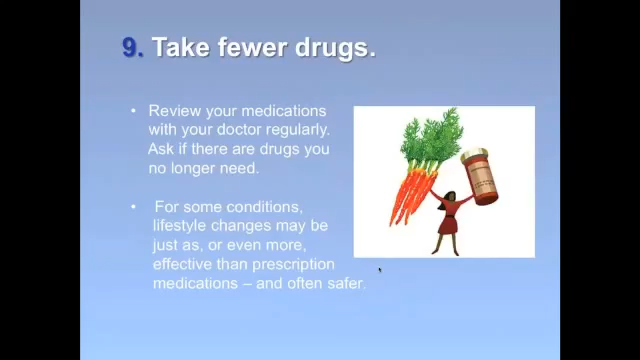 9. Take fewer drugs.
• Review your medications
with your doctor regularly.
Ask if there are drugs you
no longer need.
• For some conditions,
lifestyle changes may be
just as, or even more,
effective than prescription
medications – and often safer.